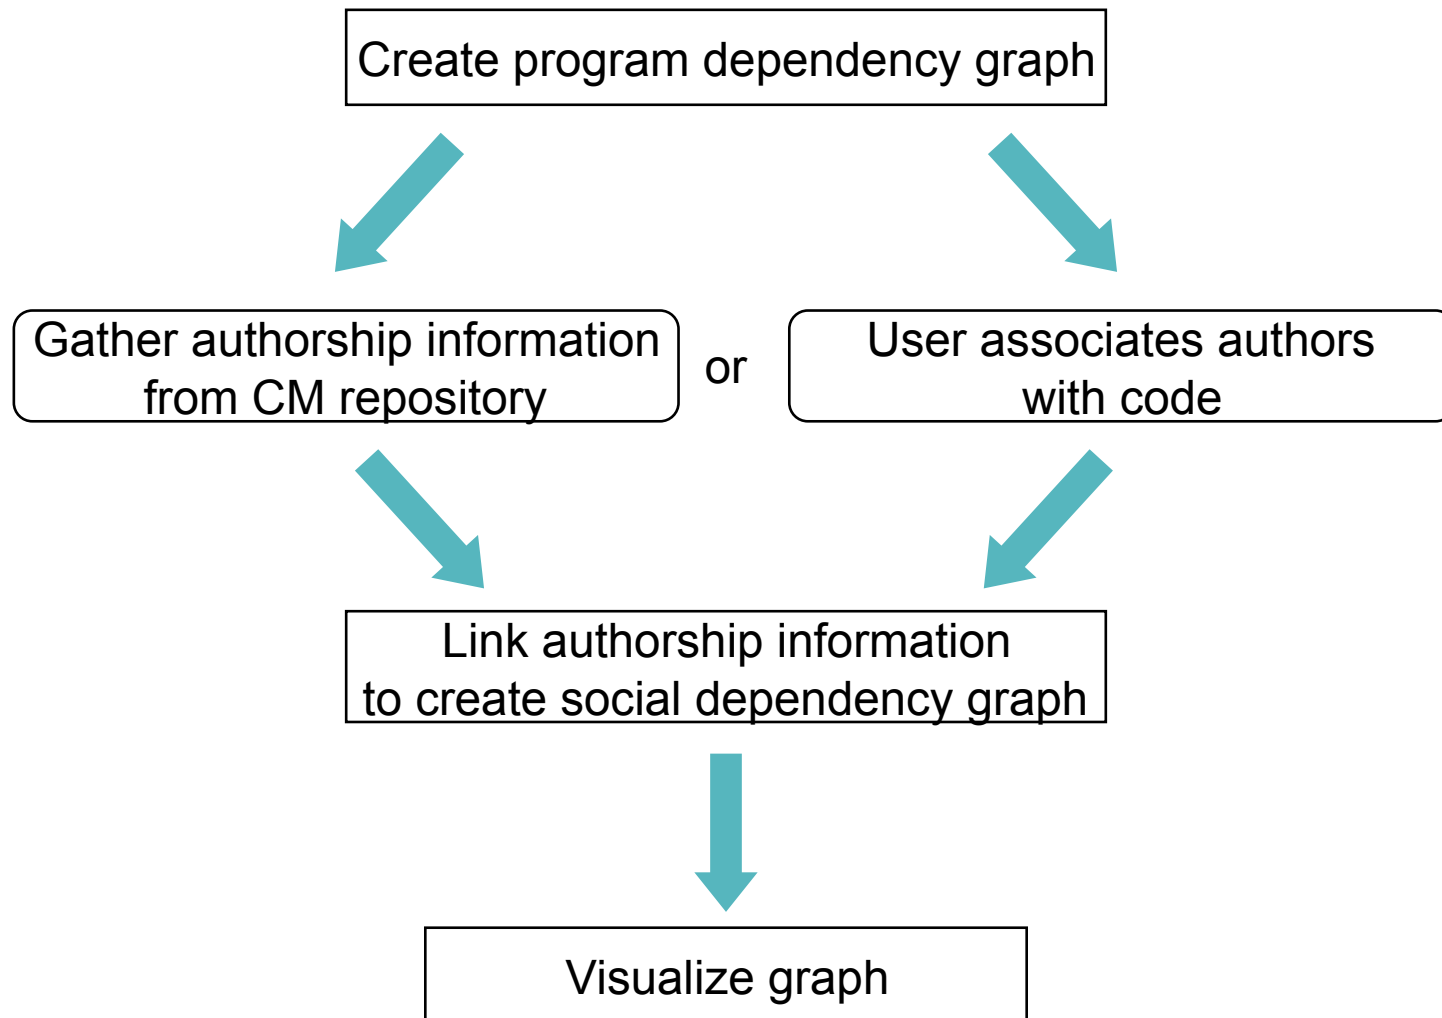 Create program dependency graph
Gather authorship information
from CM repository
or
User associates authors
with code
Link authorship information
to create social dependency graph
Visualize graph